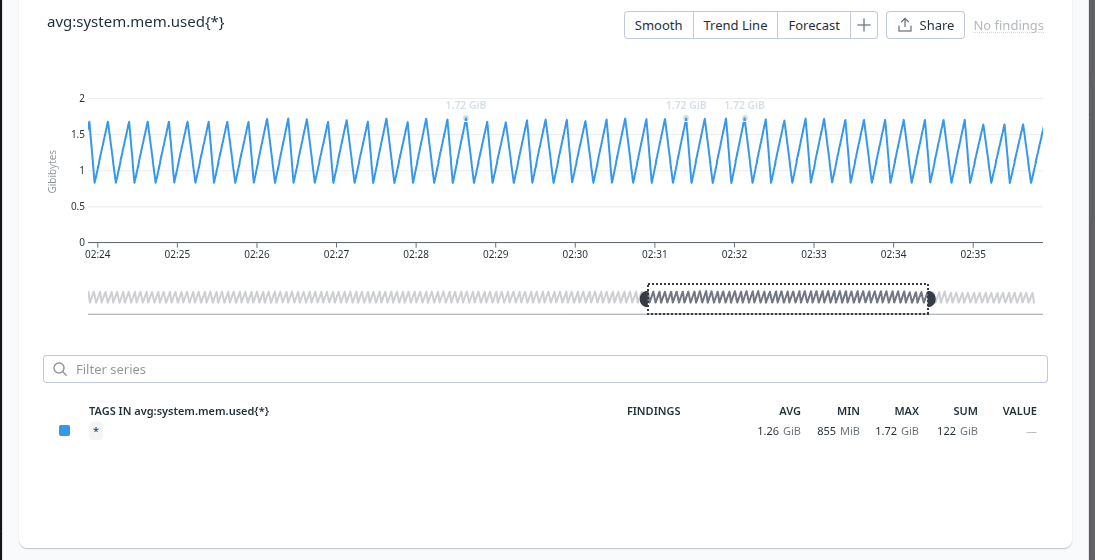 avg:system.mem.used{*}
Smooth Trend Line Forecast Share No findings
1.72 GiB 1.72 GiB 1.72 GiB
2
1.5
1
0.5
0
Gibibytes
02:24 02:25 02:26 02:27 02:28 02:29 02:30 02:31 02:32 02:33 02:34 02:35
Filter series
TAGS IN avg:system.mem.used{*} FINDINGS AVG MIN MAX SUM VALUE
* 1.26 GiB 855 MiB 1.72 GiB 122 GiB —